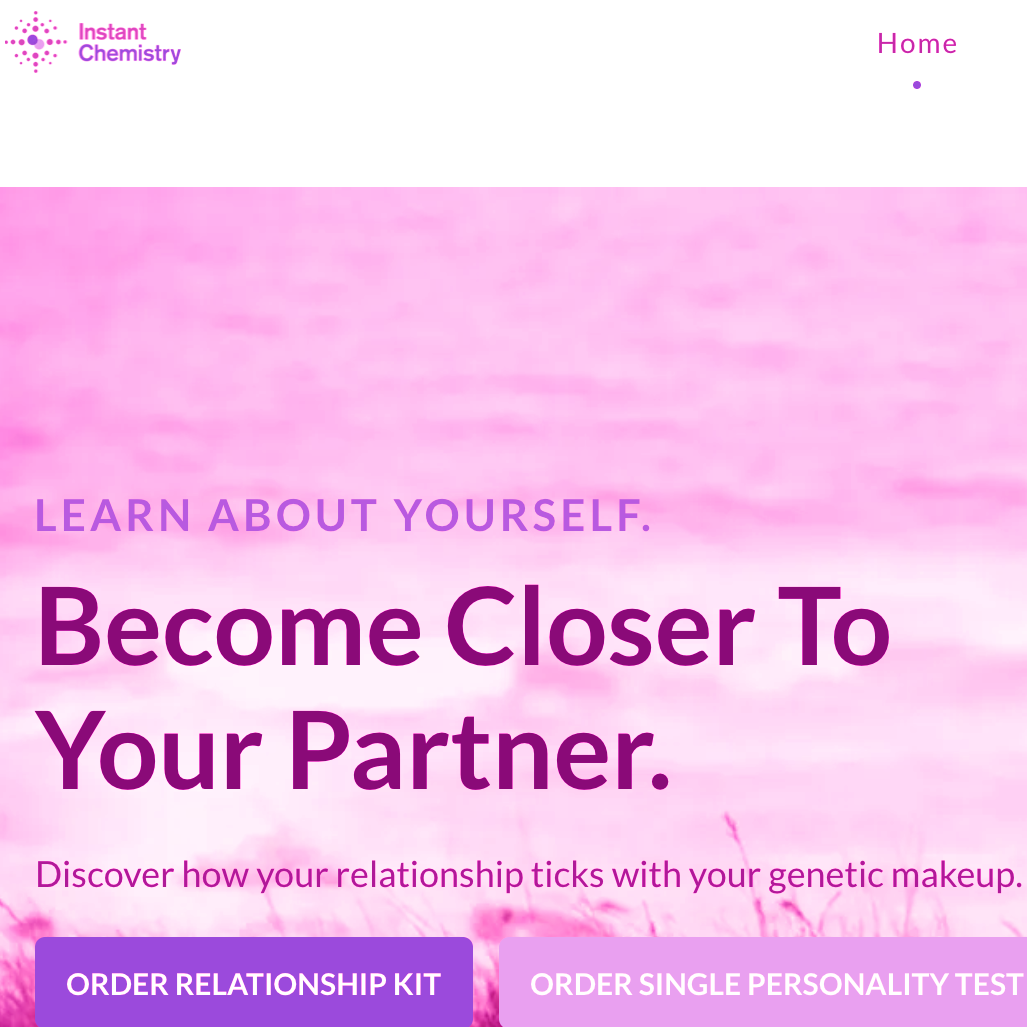 Instant
Chemistry
Home
LEARN ABOUT YOURSELF.
Become Closer To
Your Partner.
Discover how your relationship ticks with your genetic makeup.
ORDER RELATIONSHIP KIT
ORDER SINGLE PERSONALITY TEST